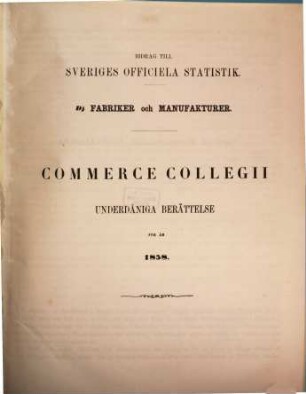 BIDRAG TILL
SVERIGES OFFICIELA STATISTIK.
D) FABRIKER och MANUFAKTURER.
COMMERCE COLLEGII
UNDERDÅNIGA BERÄTTELSE
FÖR ÅR
1858.